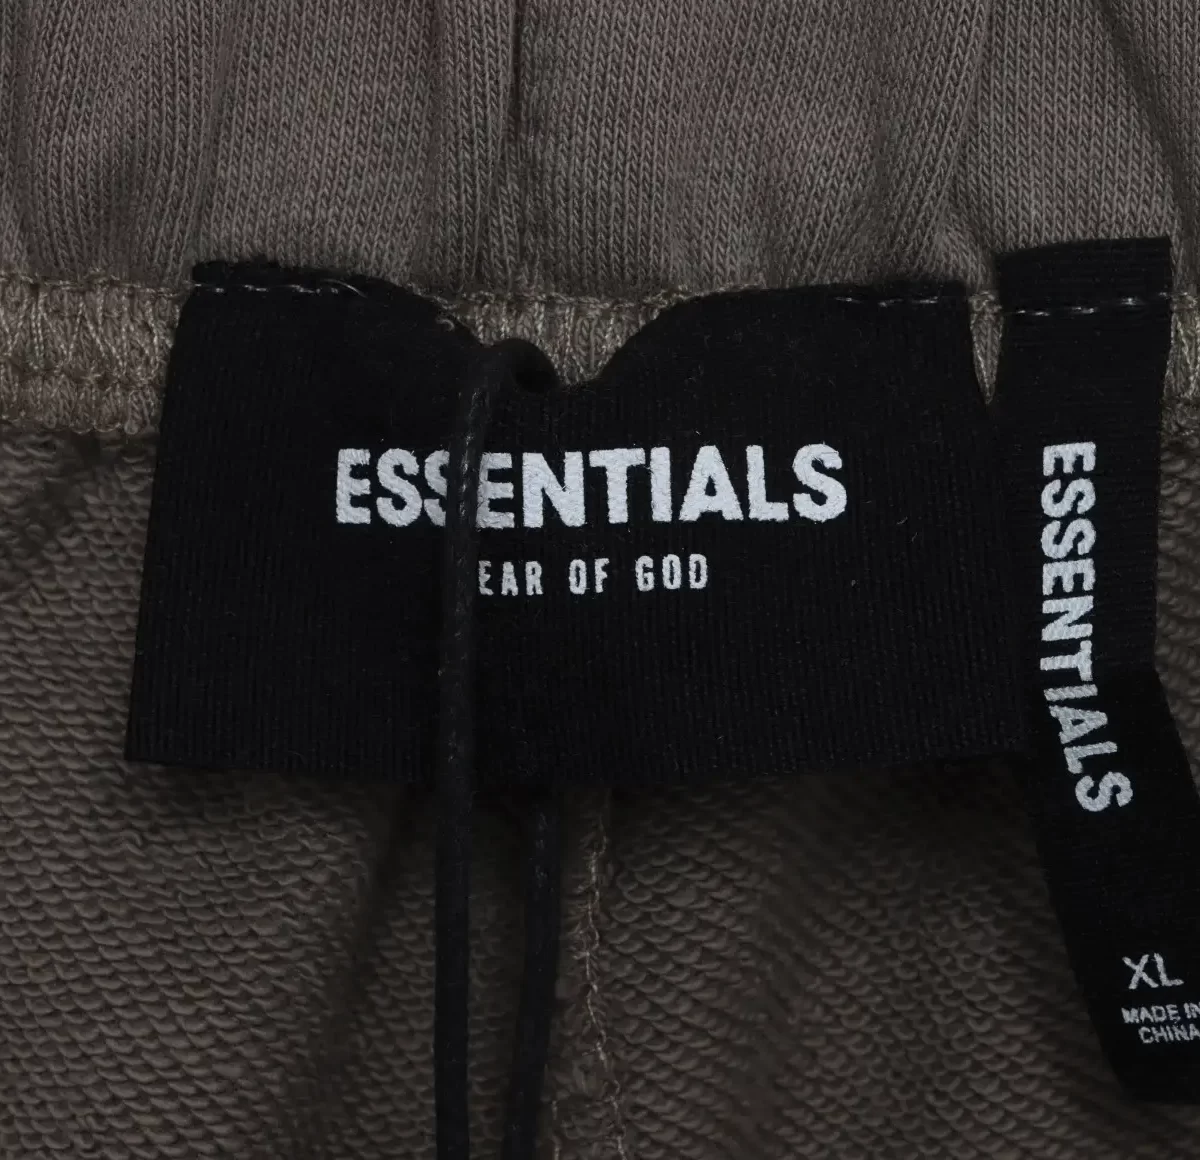 ESSENTIALS
EAR OF GOD
ESSENTIALS
XL
MADE IN
CHINA